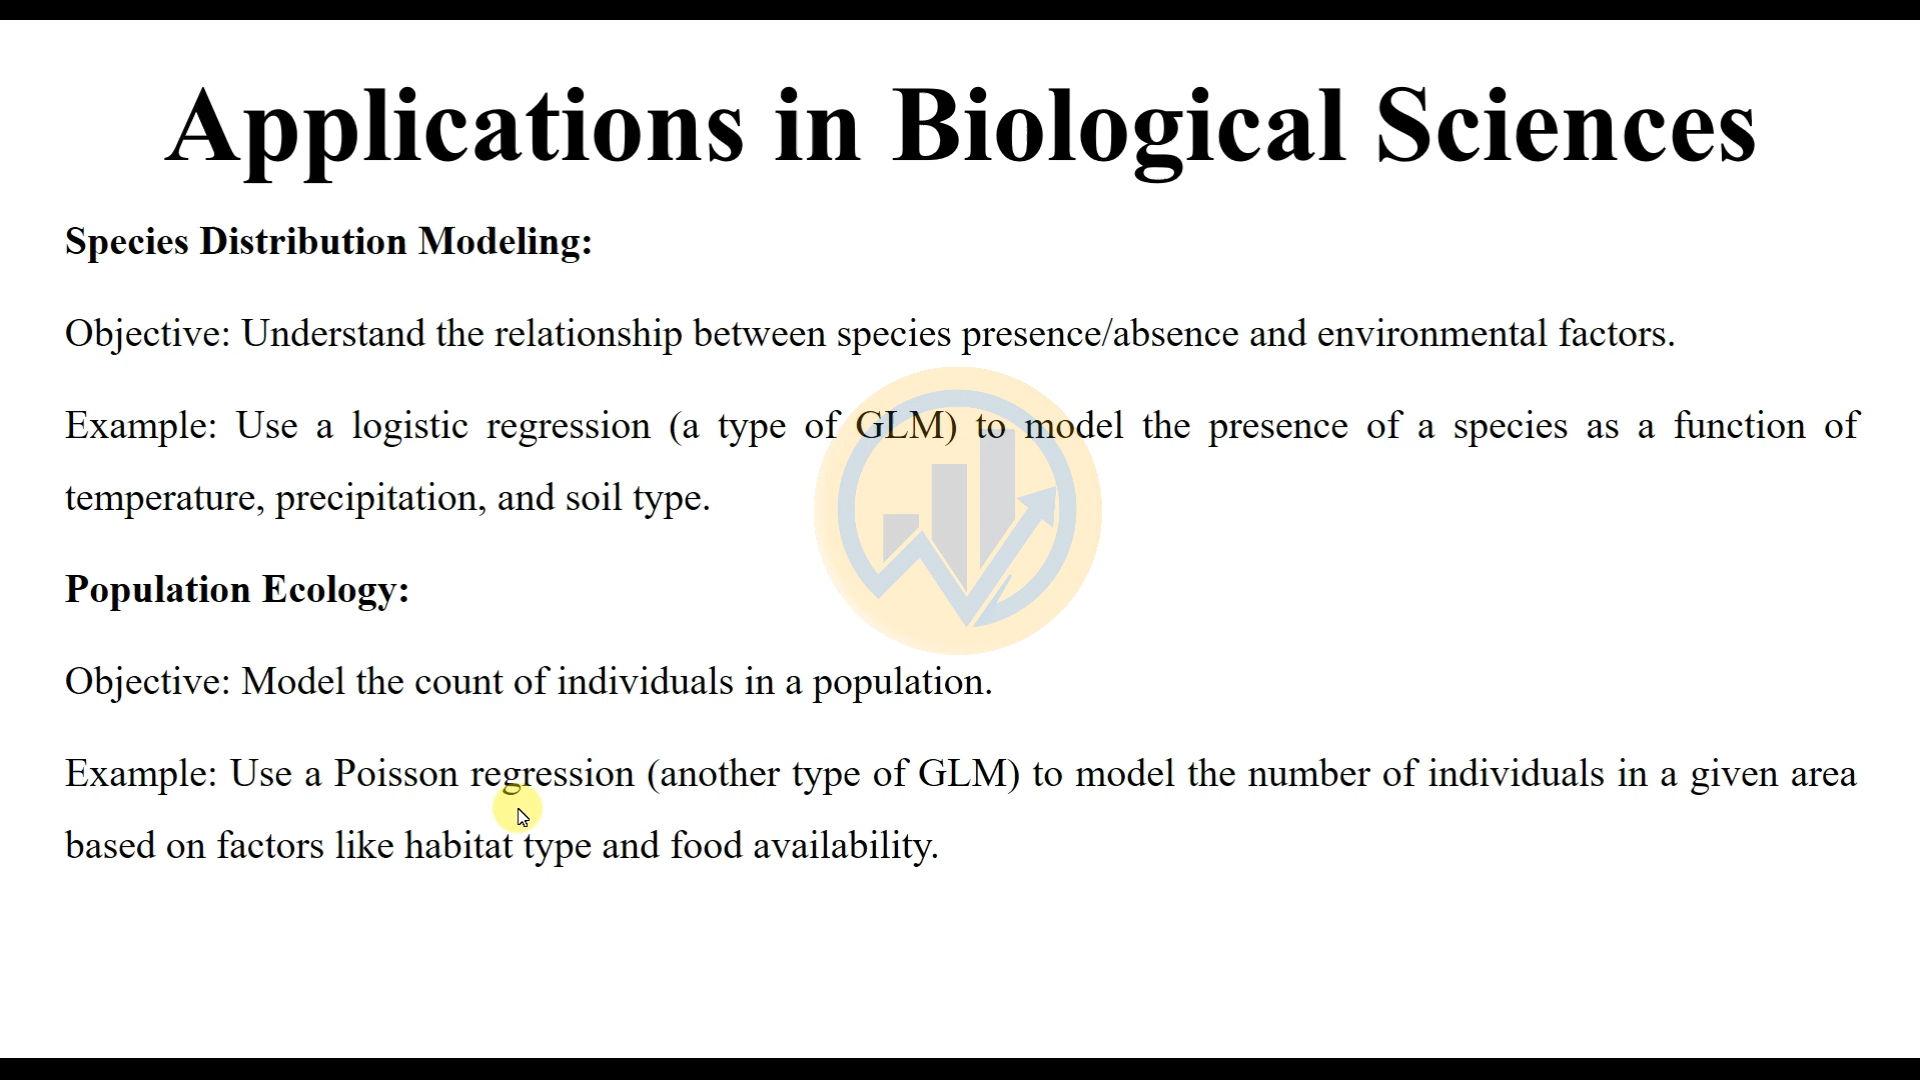 Applications in Biological Sciences
Species Distribution Modeling:
Objective: Understand the relationship between species presence/absence and environmental factors.
Example: Use a logistic regression (a type of GLM) to model the presence of a species as a function of
temperature, precipitation, and soil type.
Population Ecology:
Objective: Model the count of individuals in a population.
Example: Use a Poisson regression (another type of GLM) to model the number of individuals in a given area
based on factors like habitat type and food availability.